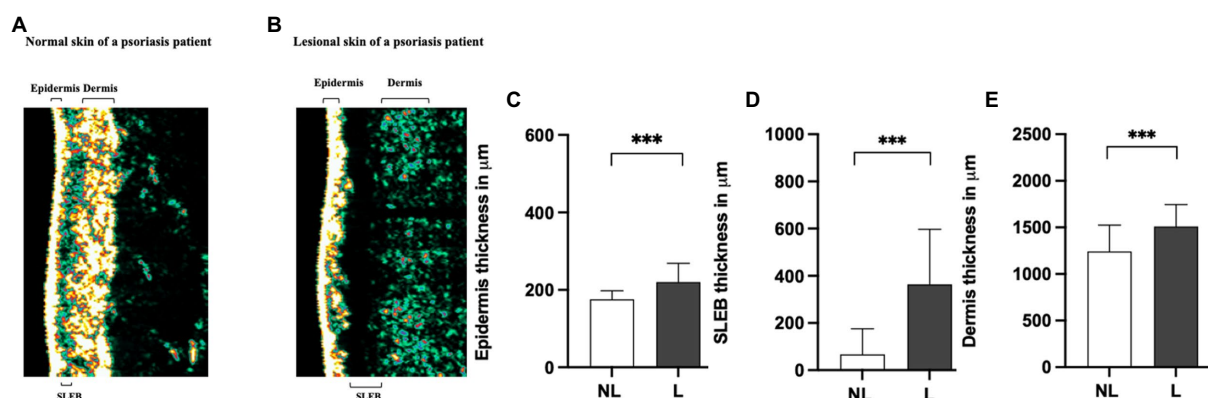 A
Normal skin of a psoriasis patient
Epidermis Dermis
SLEB
B
Lesional skin of a psoriasis patient
Epidermis Dermis
SLEB
C
Epidermis thickness in μm
600
400
200
0
***
NL L
D
SLEB thickness in μm
1000
800
600
400
200
0
***
NL L
E
Dermis thickness in μm
2500
2000
1500
1000
500
0
***
NL L